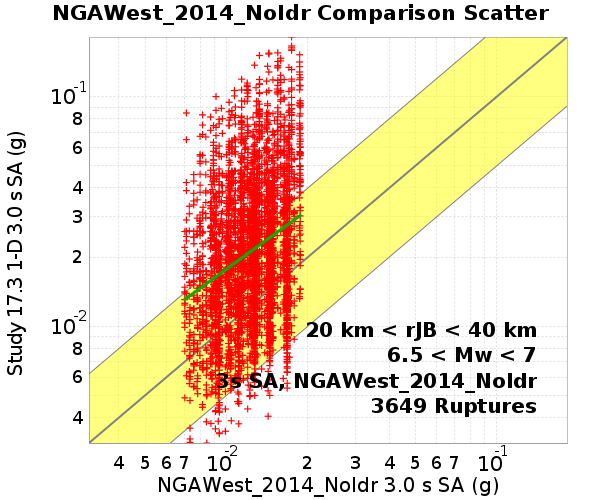 NGAWest_2014_NoIdr Comparison Scatter
Study 17.3 1-D 3.0 s SA (g)
10-1
8
6
4
3
2
10-2
8
6
4
20 km < rJB < 40 km
6.5 < Mw < 7
3s SA, NGAWest_2014_NoIdr
3649 Ruptures
4 5 6 7 10-2 2 3 4 5 6 7 10-1
NGAWest_2014_NoIdr 3.0 s SA (g)